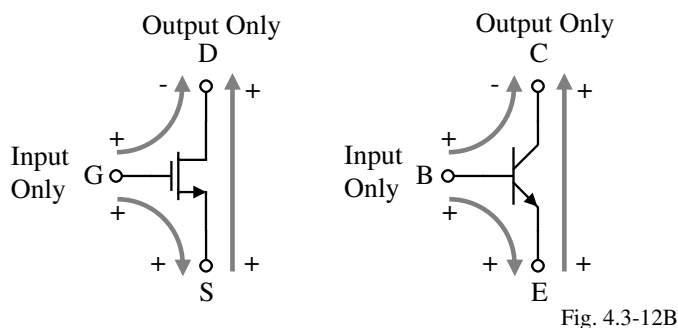 Output Only
D
- +
+
Input
Only
G
+
+ +
S
Output Only
C
- +
+
Input
Only
B
+
+ +
E
Fig. 4.3-12B